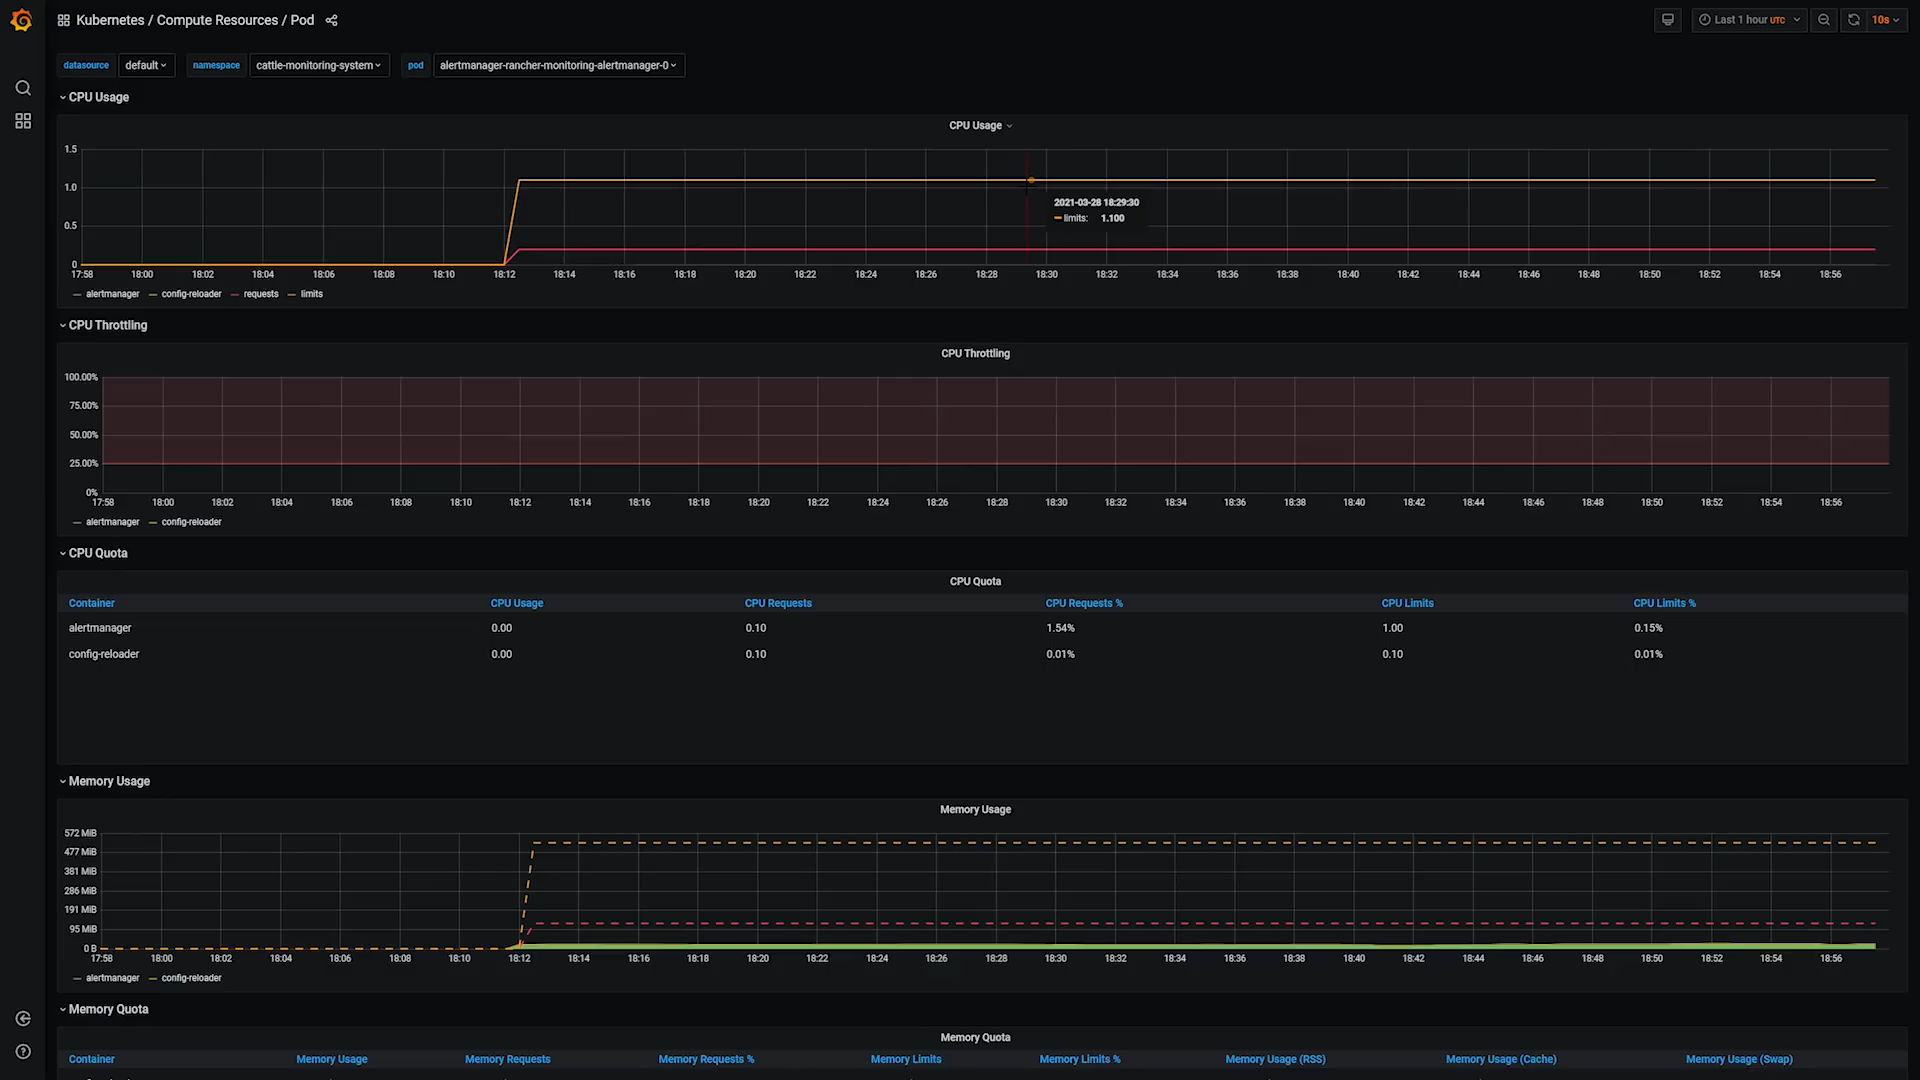 Kubernetes / Compute Resources / Pod
Last 1 hour UTC
10s
datasource default namespace cattle-monitoring-system pod alertmanager-rancher-monitoring-alertmanager-0
CPU Usage
CPU Usage
1.5
1.0
0.5
0
2021-03-28 18:29:30
limits: 1.100
17:58 18:00 18:02 18:04 18:06 18:08 18:10 18:12 18:14 18:16 18:18 18:20 18:22 18:24 18:26 18:28 18:30 18:32 18:34 18:36 18:38 18:40 18:42 18:44 18:46 18:48 18:50 18:52 18:54 18:56
alertmanager config-reloader requests limits
CPU Throttling
CPU Throttling
100.00%
75.00%
50.00%
25.00%
0%
17:58 18:00 18:02 18:04 18:06 18:08 18:10 18:12 18:14 18:16 18:18 18:20 18:22 18:24 18:26 18:28 18:30 18:32 18:34 18:36 18:38 18:40 18:42 18:44 18:46 18:48 18:50 18:52 18:54 18:56
alertmanager config-reloader
CPU Quota
CPU Quota
Container CPU Usage CPU Requests CPU Requests % CPU Limits CPU Limits %
alertmanager 0.00 0.10 1.54% 1.00 0.15%
config-reloader 0.00 0.10 0.01% 0.10 0.01%
Memory Usage
Memory Usage
572 MiB
477 MiB
381 MiB
286 MiB
191 MiB
95 MiB
0 B
17:58 18:00 18:02 18:04 18:06 18:08 18:10 18:12 18:14 18:16 18:18 18:20 18:22 18:24 18:26 18:28 18:30 18:32 18:34 18:36 18:38 18:40 18:42 18:44 18:46 18:48 18:50 18:52 18:54 18:56
alertmanager config-reloader
Memory Quota
Memory Quota
Container Memory Usage Memory Requests Memory Requests % Memory Limits Memory Limits % Memory Usage (RSS) Memory Usage (Cache) Memory Usage (Swap)